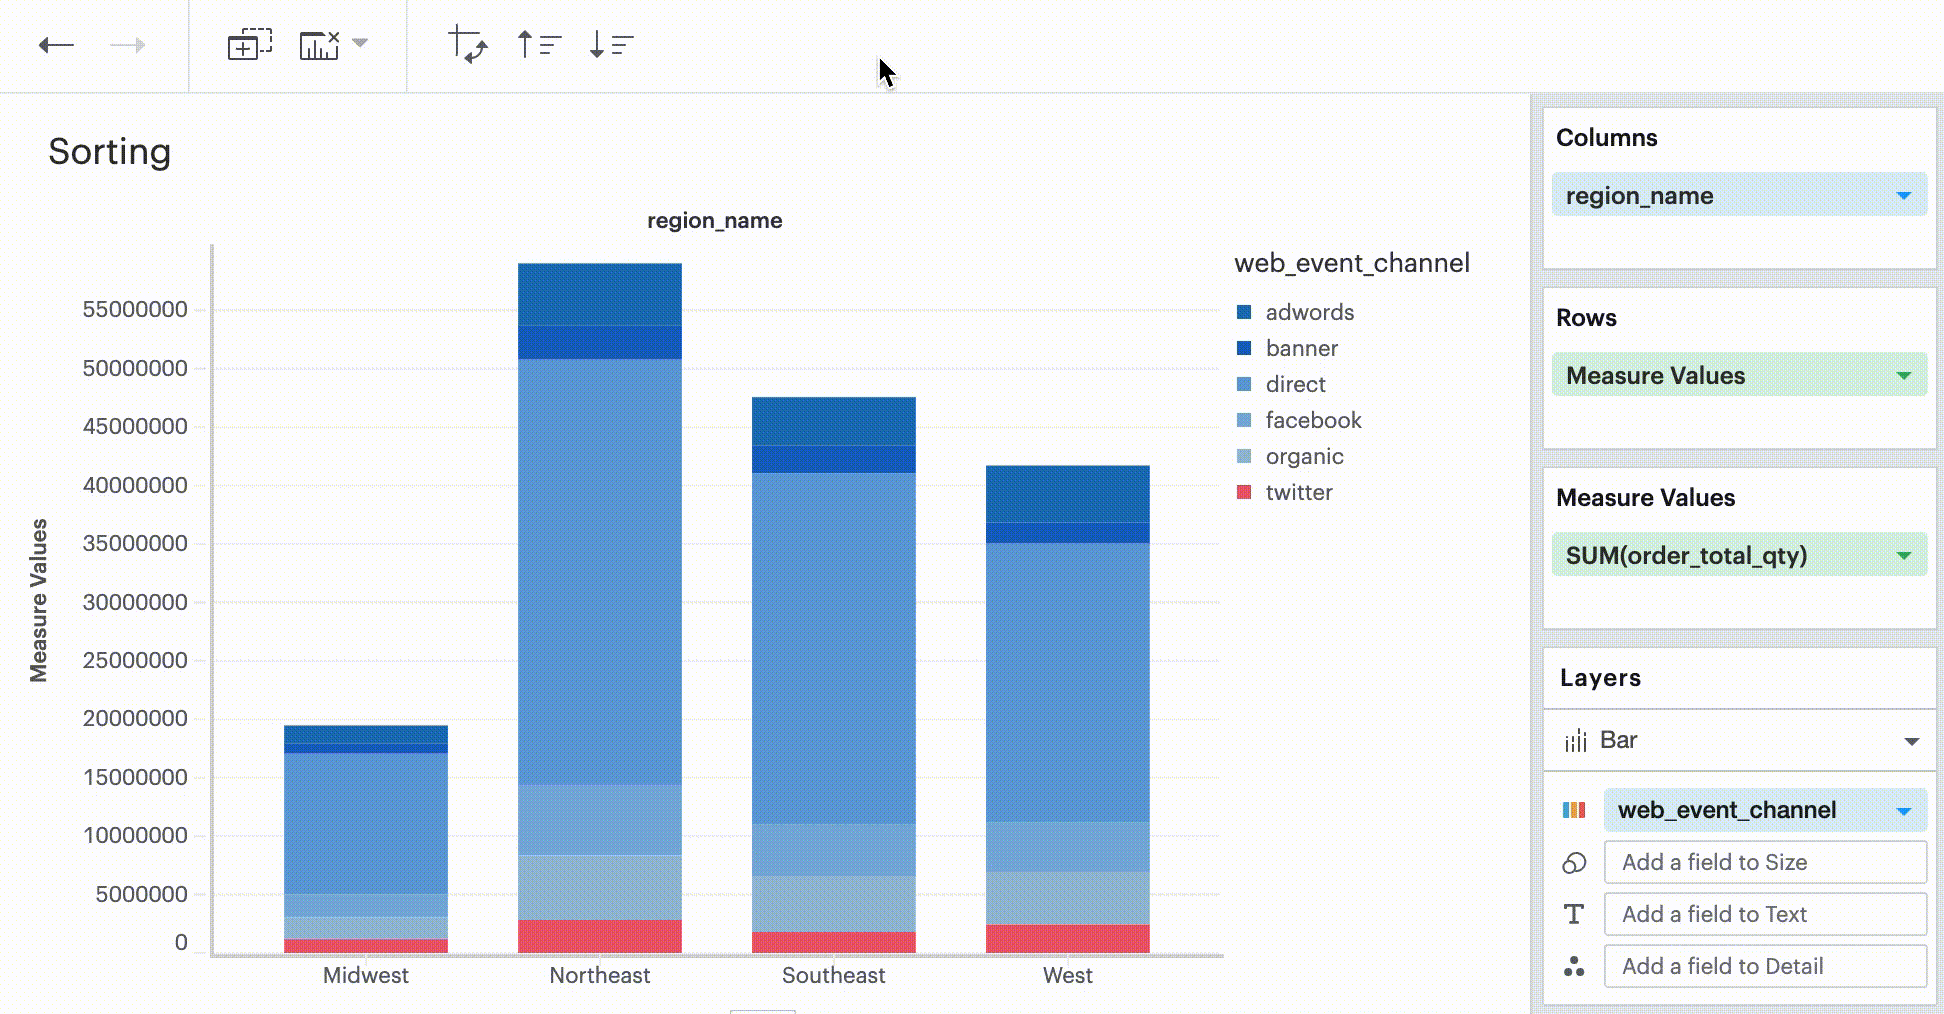 Sorting
region_name
Measure Values
55000000
50000000
45000000
40000000
35000000
30000000
25000000
20000000
15000000
10000000
5000000
0
Midwest
Northeast
Southeast
West
web_event_channel
adwords
banner
direct
facebook
organic
twitter
Columns
region_name
Rows
Measure Values
Measure Values
SUM(order_total_qty)
Layers
Bar
web_event_channel
Add a field to Size
T Add a field to Text
Add a field to Detail